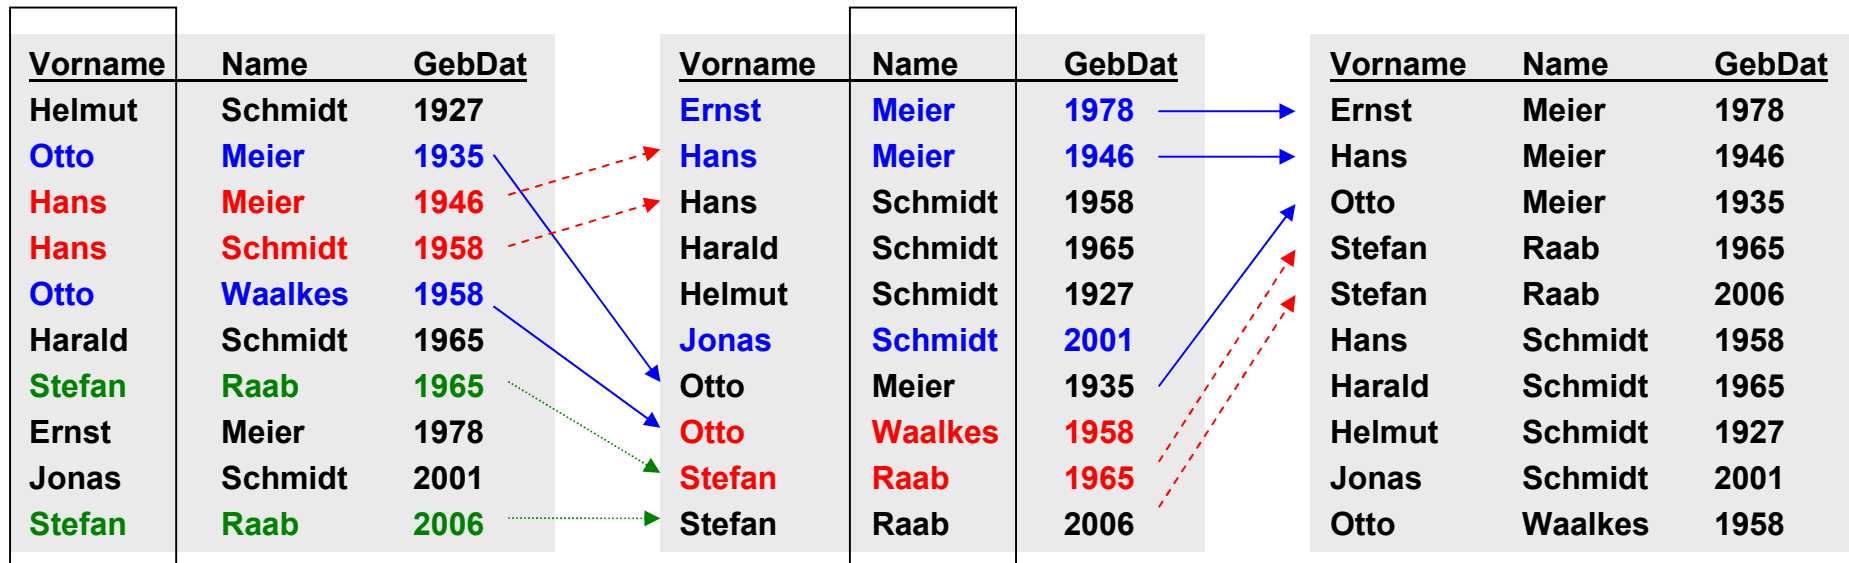 Vorname Name GebDat
Helmut Schmidt 1927
Otto Meier 1935
Hans Meier 1946
Hans Schmidt 1958
Otto Waalkes 1958
Harald Schmidt 1965
Stefan Raab 1965
Ernst Meier 1978
Jonas Schmidt 2001
Stefan Raab 2006
Vorname Name GebDat
Ernst Meier 1978
Hans Meier 1946
Hans Schmidt 1958
Harald Schmidt 1965
Helmut Schmidt 1927
Jonas Schmidt 2001
Otto Meier 1935
Otto Waalkes 1958
Stefan Raab 1965
Stefan Raab 2006
Vorname Name GebDat
Ernst Meier 1978
Hans Meier 1946
Otto Meier 1935
Stefan Raab 1965
Stefan Raab 2006
Hans Schmidt 1958
Harald Schmidt 1965
Helmut Schmidt 1927
Jonas Schmidt 2001
Otto Waalkes 1958